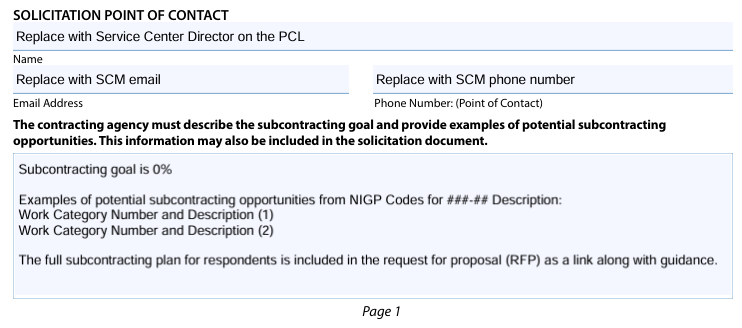 SOLICITATION POINT OF CONTACT
Replace with Service Center Director on the PCL
Name
Replace with SCM email
Replace with SCM phone number
Email Address
Phone Number: (Point of Contact)
The contracting agency must describe the subcontracting goal and provide examples of potential subcontracting
opportunities. This information may also be included in the solicitation document.
Subcontracting goal is 0%
Examples of potential subcontracting opportunities from NIGP Codes for ###-## Description:
Work Category Number and Description (1)
Work Category Number and Description (2)
The full subcontracting plan for respondents is included in the request for proposal (RFP) as a link along with guidance.
Page 1